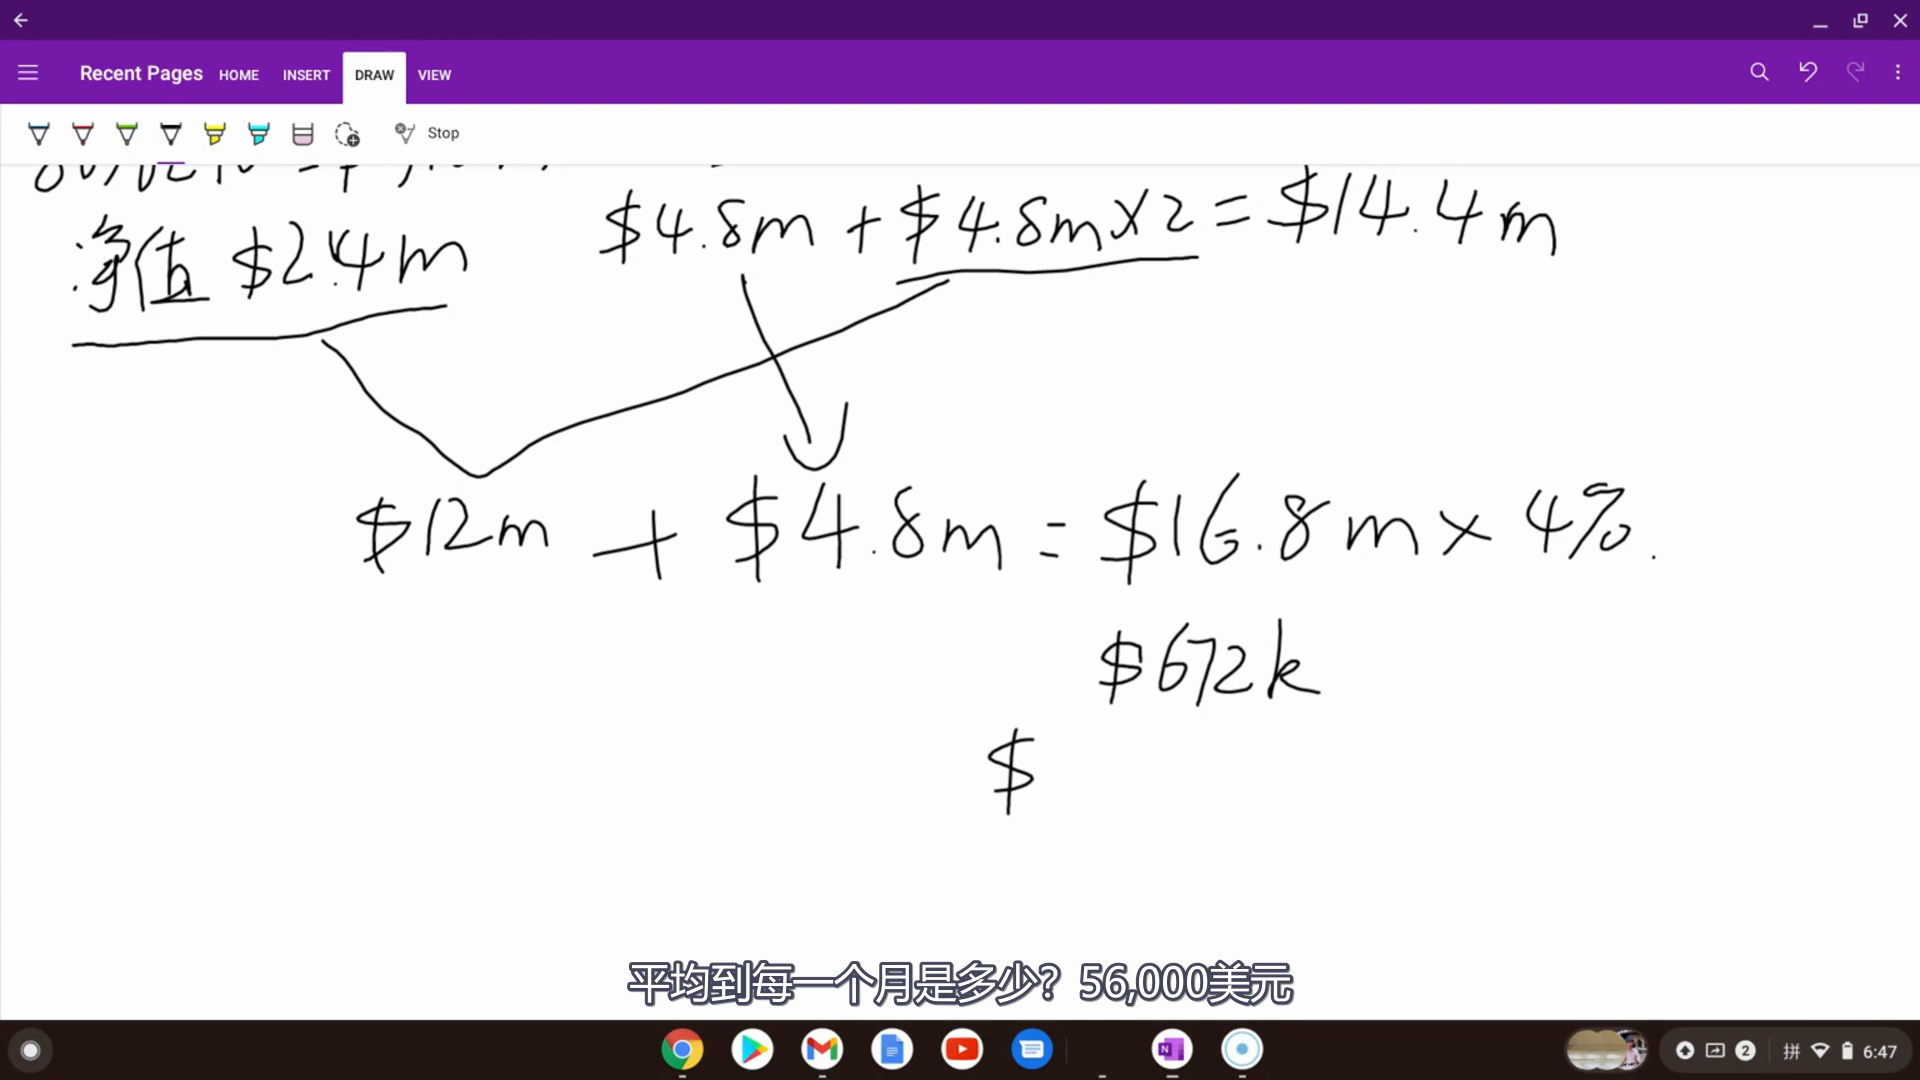 Recent Pages HOME INSERT DRAW VIEW
Stop
$4.8m + $4.8m×2 = $14.4m
净值 $2.4m
$12m + $4.8m = $16.8m × 4%.
$672k
$
平均到每一个月是多少？56,000美元
2 拼 6:47